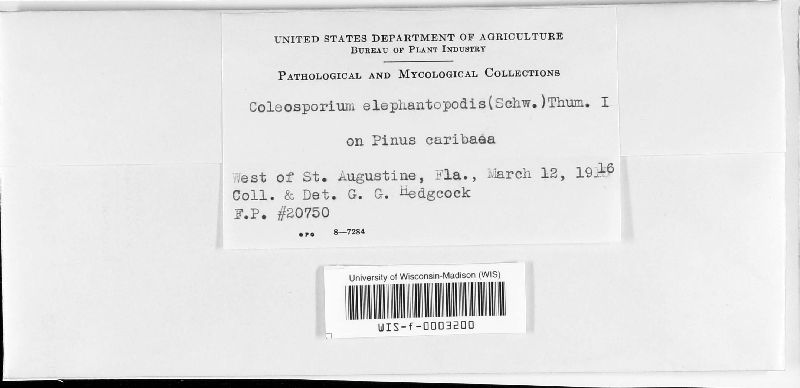 UNITED STATES DEPARTMENT OF AGRICULTURE
BUREAU OF PLANT INDUSTRY
PATHOLOGICAL AND MYCOLOGICAL COLLECTIONS
Coleosporium elephantopodis(Schw.)Thum. I
on Pinus caribaea
West of St. Augustine, Fla., March 12, 1916
Coll. & Det. G. G. Hedgcock
F.P. #20750
GPO 8—7284
University of Wisconsin-Madison (WIS)
WIS-f-0003200